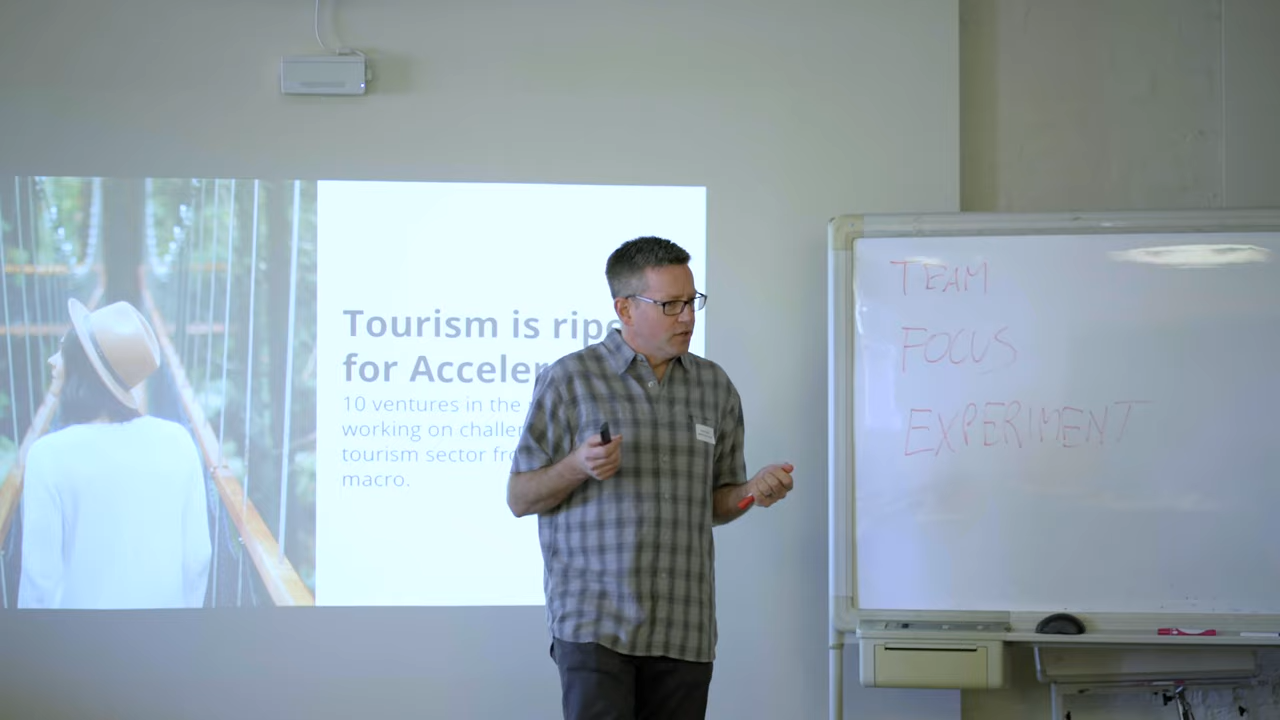 Tourism is ripe
for Acceler
10 ventures in the
working on challen
tourism sector fro
macro.
TEAM
FOCUS
EXPERIMENT